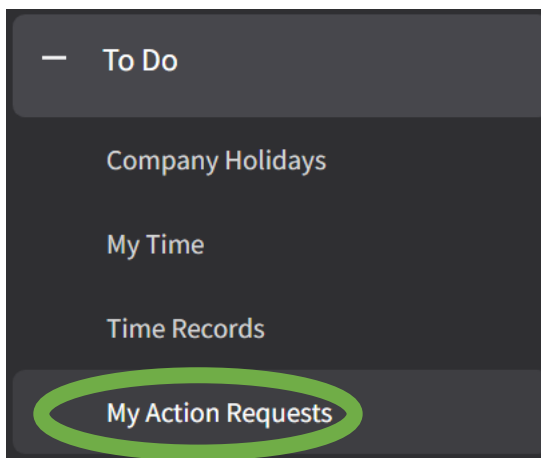 To Do
Company Holidays
My Time
Time Records
My Action Requests